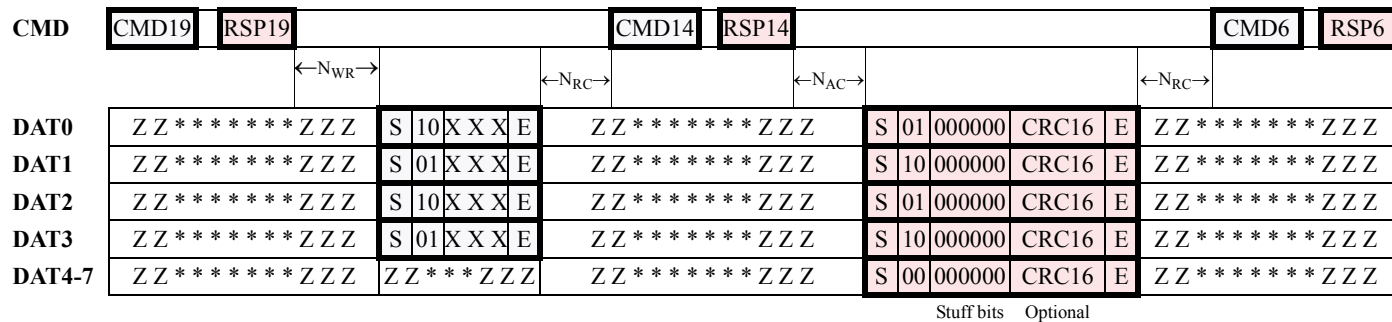 CMD CMD19 RSP19 CMD14 RSP14 CMD6 RSP6
←NWR→ ←NRC→ ←NAC→ ←NRC→
DAT0 Z Z * * * * * * * Z Z Z S 10 X X X E Z Z * * * * * * * Z Z Z S 01 000000 CRC16 E Z Z * * * * * * * Z Z Z
DAT1 Z Z * * * * * * * Z Z Z S 01 X X X E Z Z * * * * * * * Z Z Z S 10 000000 CRC16 E Z Z * * * * * * * Z Z Z
DAT2 Z Z * * * * * * * Z Z Z S 10 X X X E Z Z * * * * * * * Z Z Z S 01 000000 CRC16 E Z Z * * * * * * * Z Z Z
DAT3 Z Z * * * * * * * Z Z Z S 01 X X X E Z Z * * * * * * * Z Z Z S 10 000000 CRC16 E Z Z * * * * * * * Z Z Z
DAT4-7 Z Z * * * * * * * Z Z Z Z Z * * * Z Z Z Z Z * * * * * * * Z Z Z S 00 000000 CRC16 E Z Z * * * * * * * Z Z Z
Stuff bits Optional